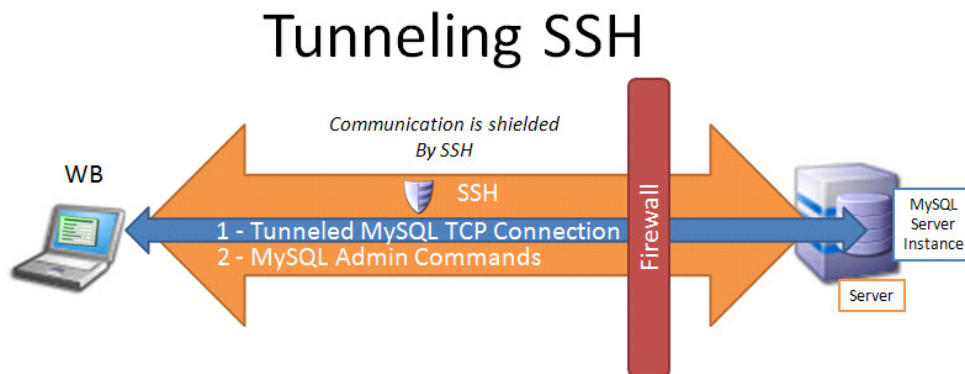 Tunneling SSH
Communication is shielded
By SSH
WB
SSH
1 - Tunneled MySQL TCP Connection
2 - MySQL Admin Commands
Firewall
MySQL
Server
Instance
Server